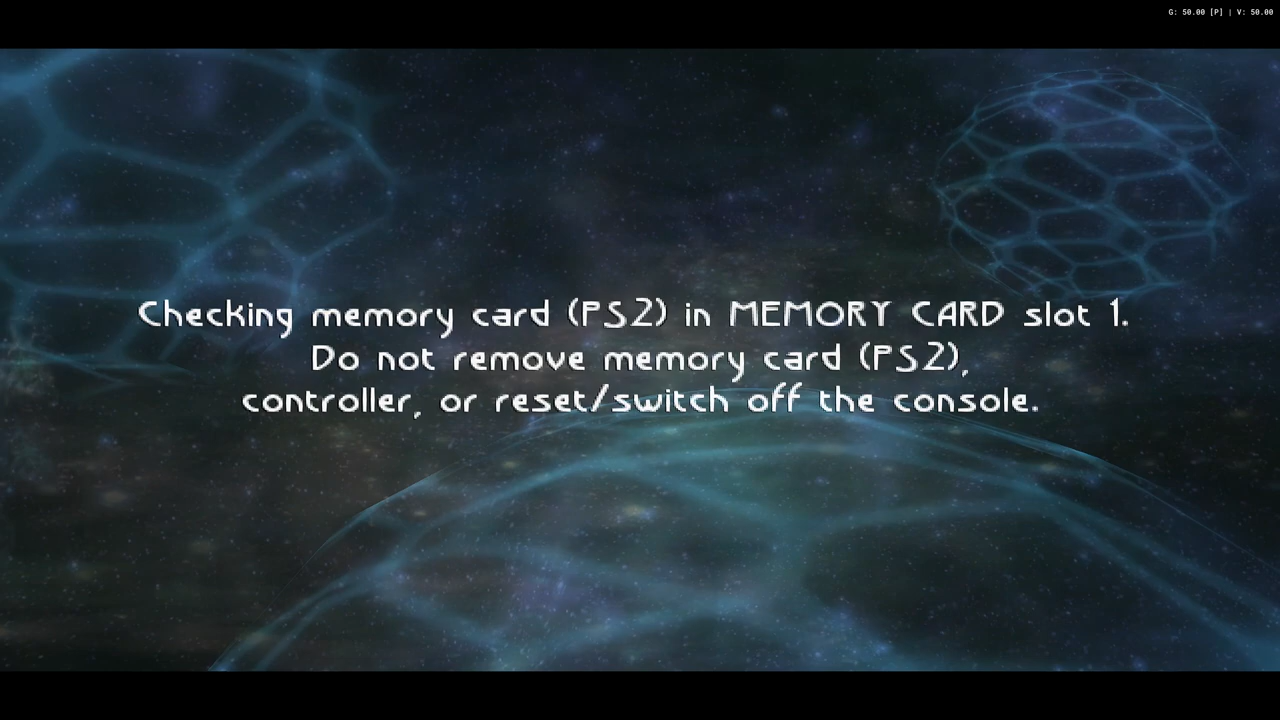 G: 50.00 [P] | V: 50.00
Checking memory card (PS2) in MEMORY CARD slot 1.
Do not remove memory card (PS2),
controller, or reset/switch off the console.